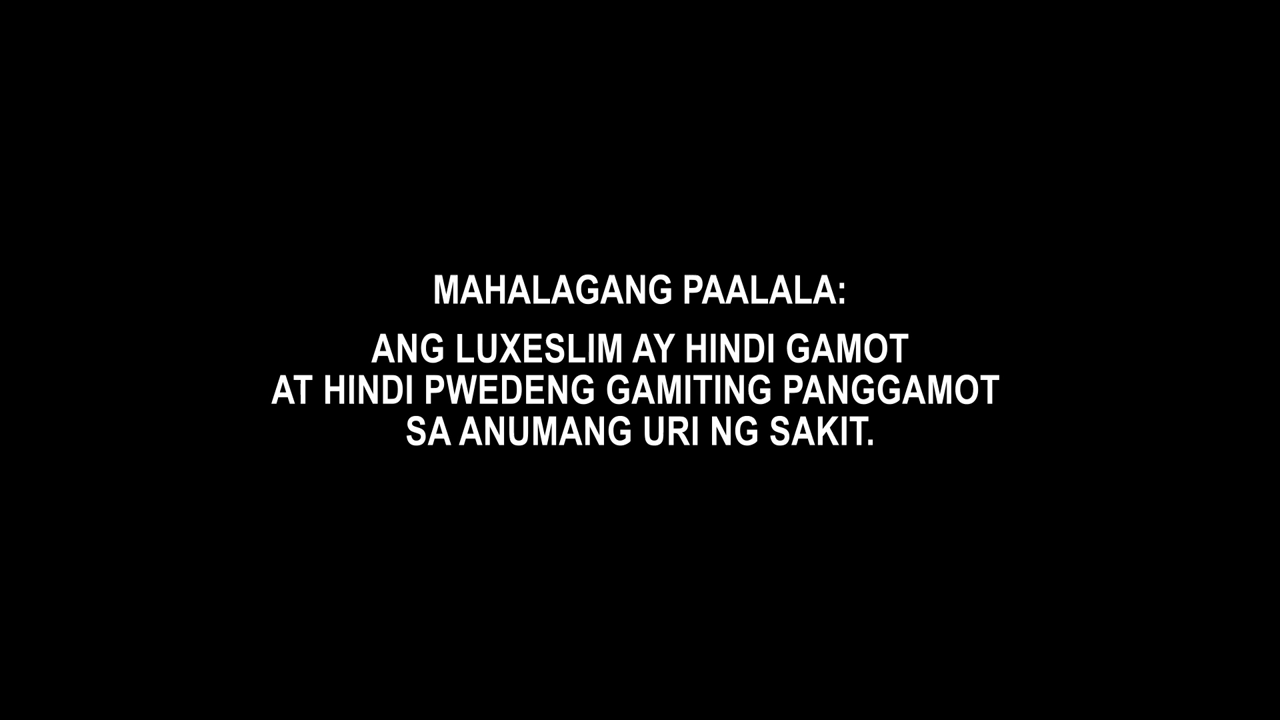 MAHALAGANG PAALALA:
ANG LUXESLIM AY HINDI GAMOT
AT HINDI PWEDENG GAMITING PANGGAMOT
SA ANUMANG URI NG SAKIT.